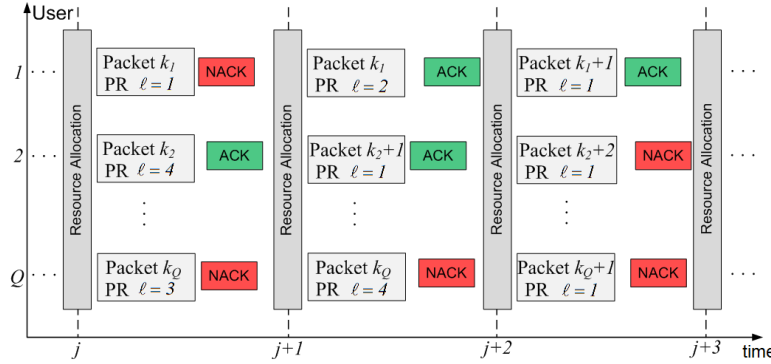 User
Resource Allocation
Resource Allocation
Resource Allocation
Resource Allocation
1 · · ·
Packet k₁
PR ℓ = 1
NACK
Packet k₁
PR ℓ = 2
ACK
Packet k₁+1
PR ℓ = 1
ACK
· · ·
2 · · ·
Packet k₂
PR ℓ = 4
ACK
Packet k₂+1
PR ℓ = 1
ACK
Packet k₂+2
PR ℓ = 1
NACK
· · ·
Q · · ·
Packet k_Q
PR ℓ = 3
NACK
Packet k_Q
PR ℓ = 4
NACK
Packet k_Q+1
PR ℓ = 1
NACK
· · ·
j
j+1
j+2
j+3
time